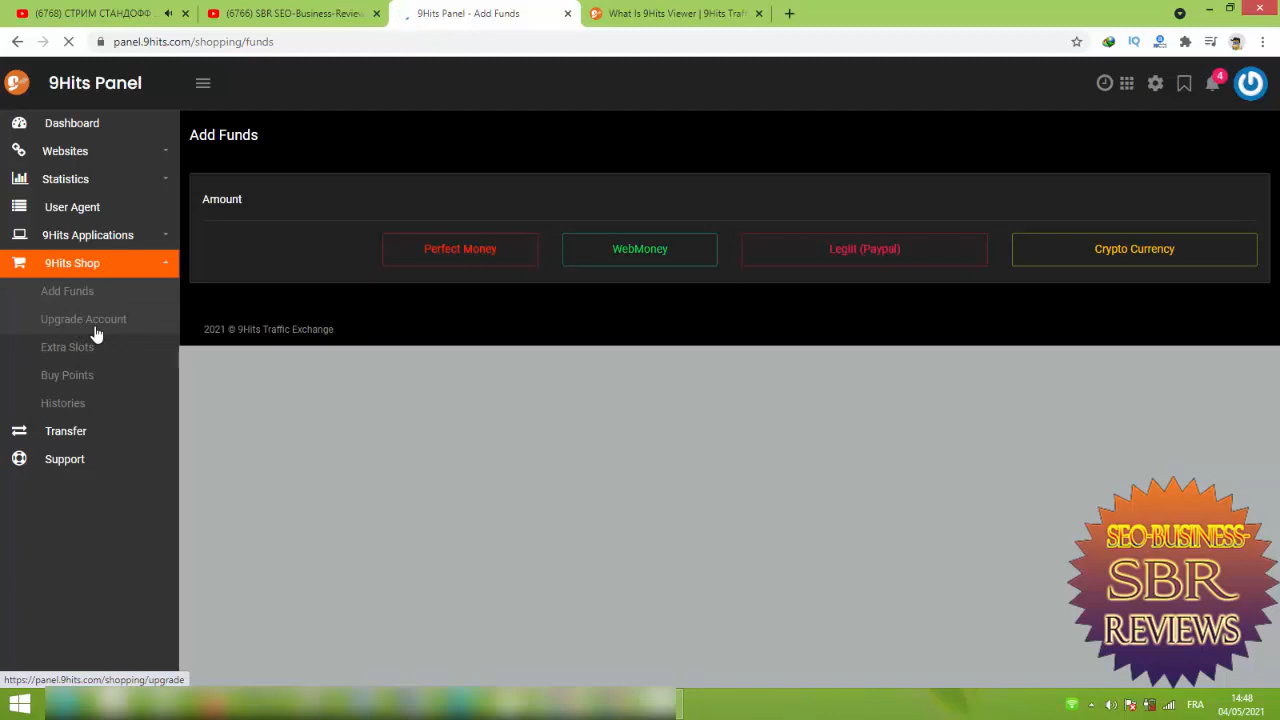 (6768) СТРИМ СТАНДОФФ
(6766) SBR SEO-Business-Review
9Hits Panel - Add Funds
What Is 9Hits Viewer | 9Hits Traff
panel.9hits.com/shopping/funds
9Hits Panel
4
Dashboard
Websites
Statistics
User Agent
9Hits Applications
9Hits Shop
Add Funds
Upgrade Account
Extra Slots
Buy Points
Histories
Transfer
Support
Add Funds
Amount
Perfect Money
WebMoney
Legill (Paypal)
Crypto Currency
2021 © 9Hits Traffic Exchange
SEO-BUSINESS-
SBR
REVIEWS
https://panel.9hits.com/shopping/upgrade
FRA
14:48
04/05/2021